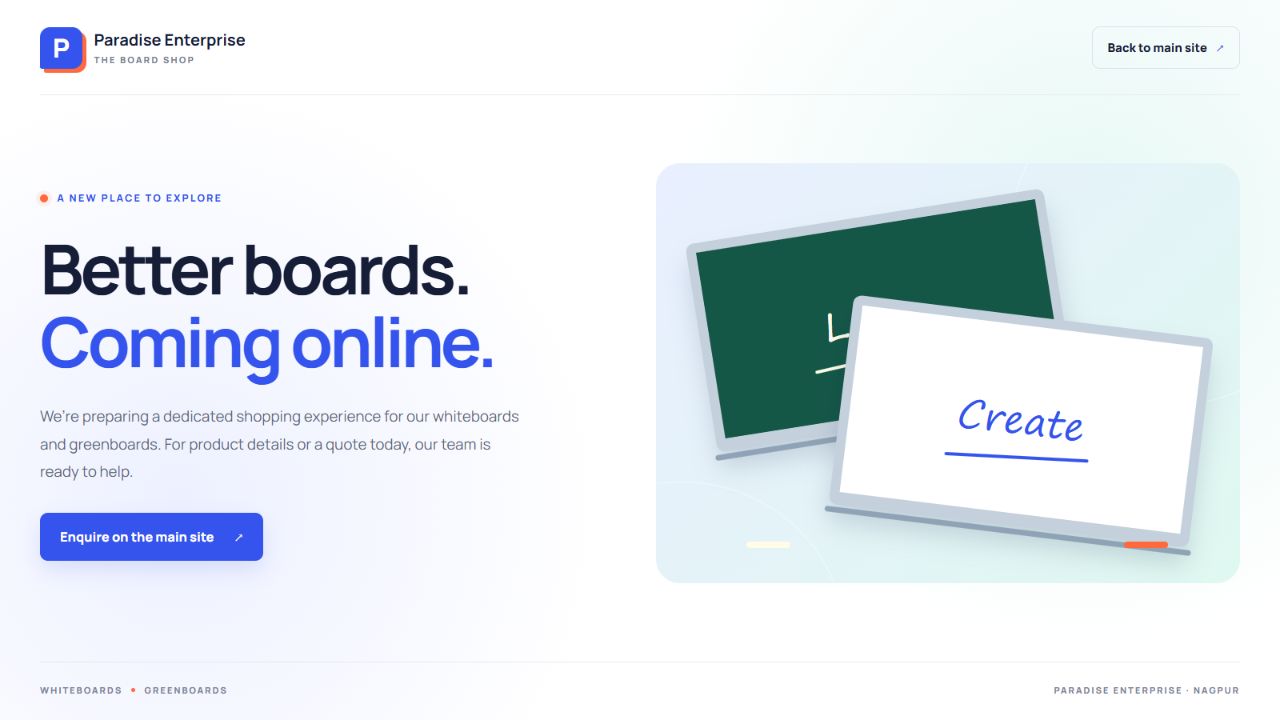 P
Paradise Enterprise
THE BOARD SHOP
Back to main site ↗
A NEW PLACE TO EXPLORE
Better boards.
Coming online.
We’re preparing a dedicated shopping experience for our whiteboards
and greenboards. For product details or a quote today, our team is
ready to help.
Enquire on the main site ↗
Create
WHITEBOARDS • GREENBOARDS
PARADISE ENTERPRISE · NAGPUR